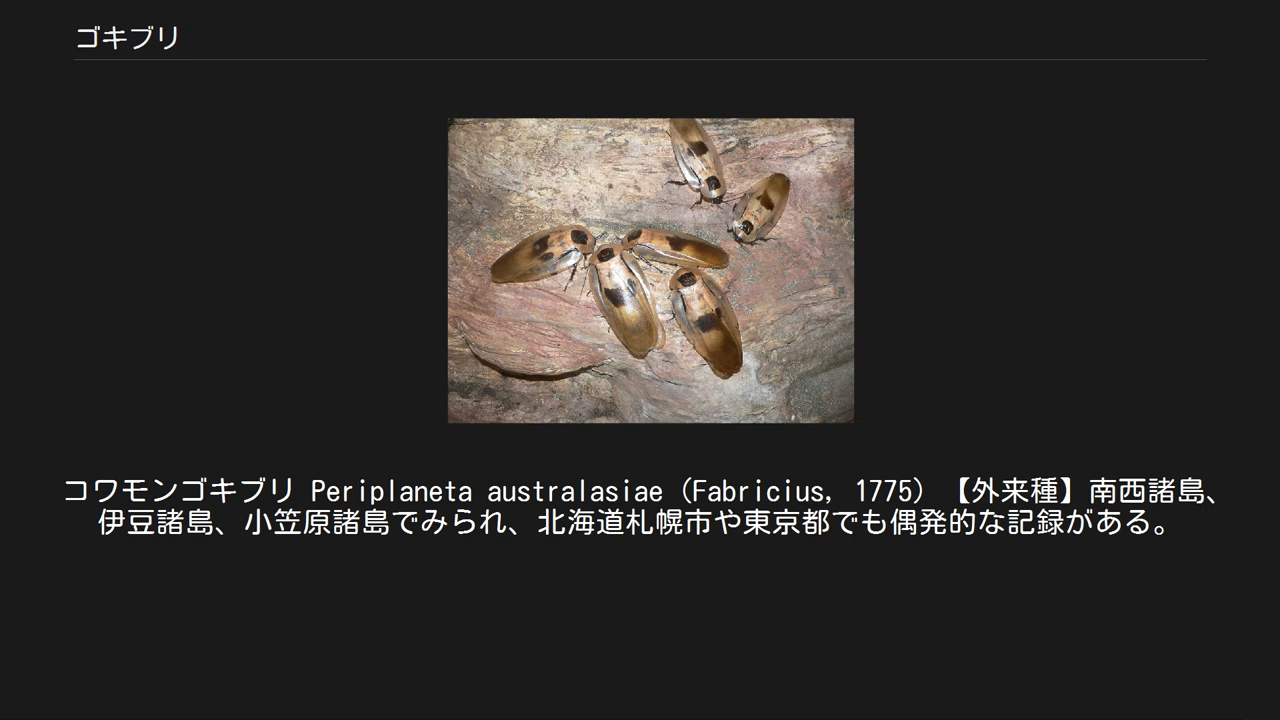 ゴキブリ
コワモンゴキブリ Periplaneta australasiae (Fabricius, 1775) 【外来種】南西諸島、
伊豆諸島、小笠原諸島でみられ、北海道札幌市や東京都でも偶発的な記録がある。